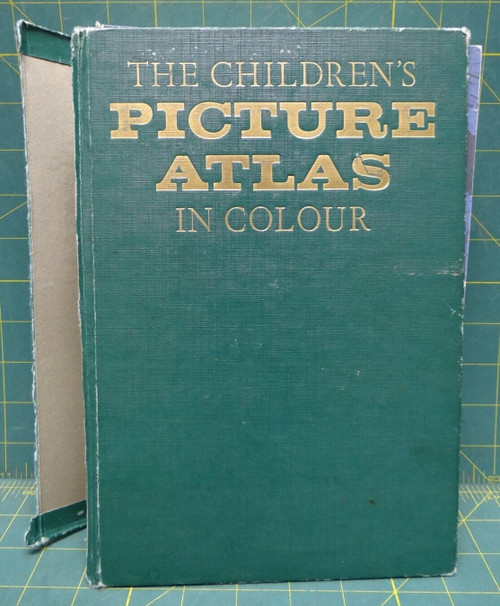 THE CHILDREN'S
PICTURE
ATLAS
IN COLOUR